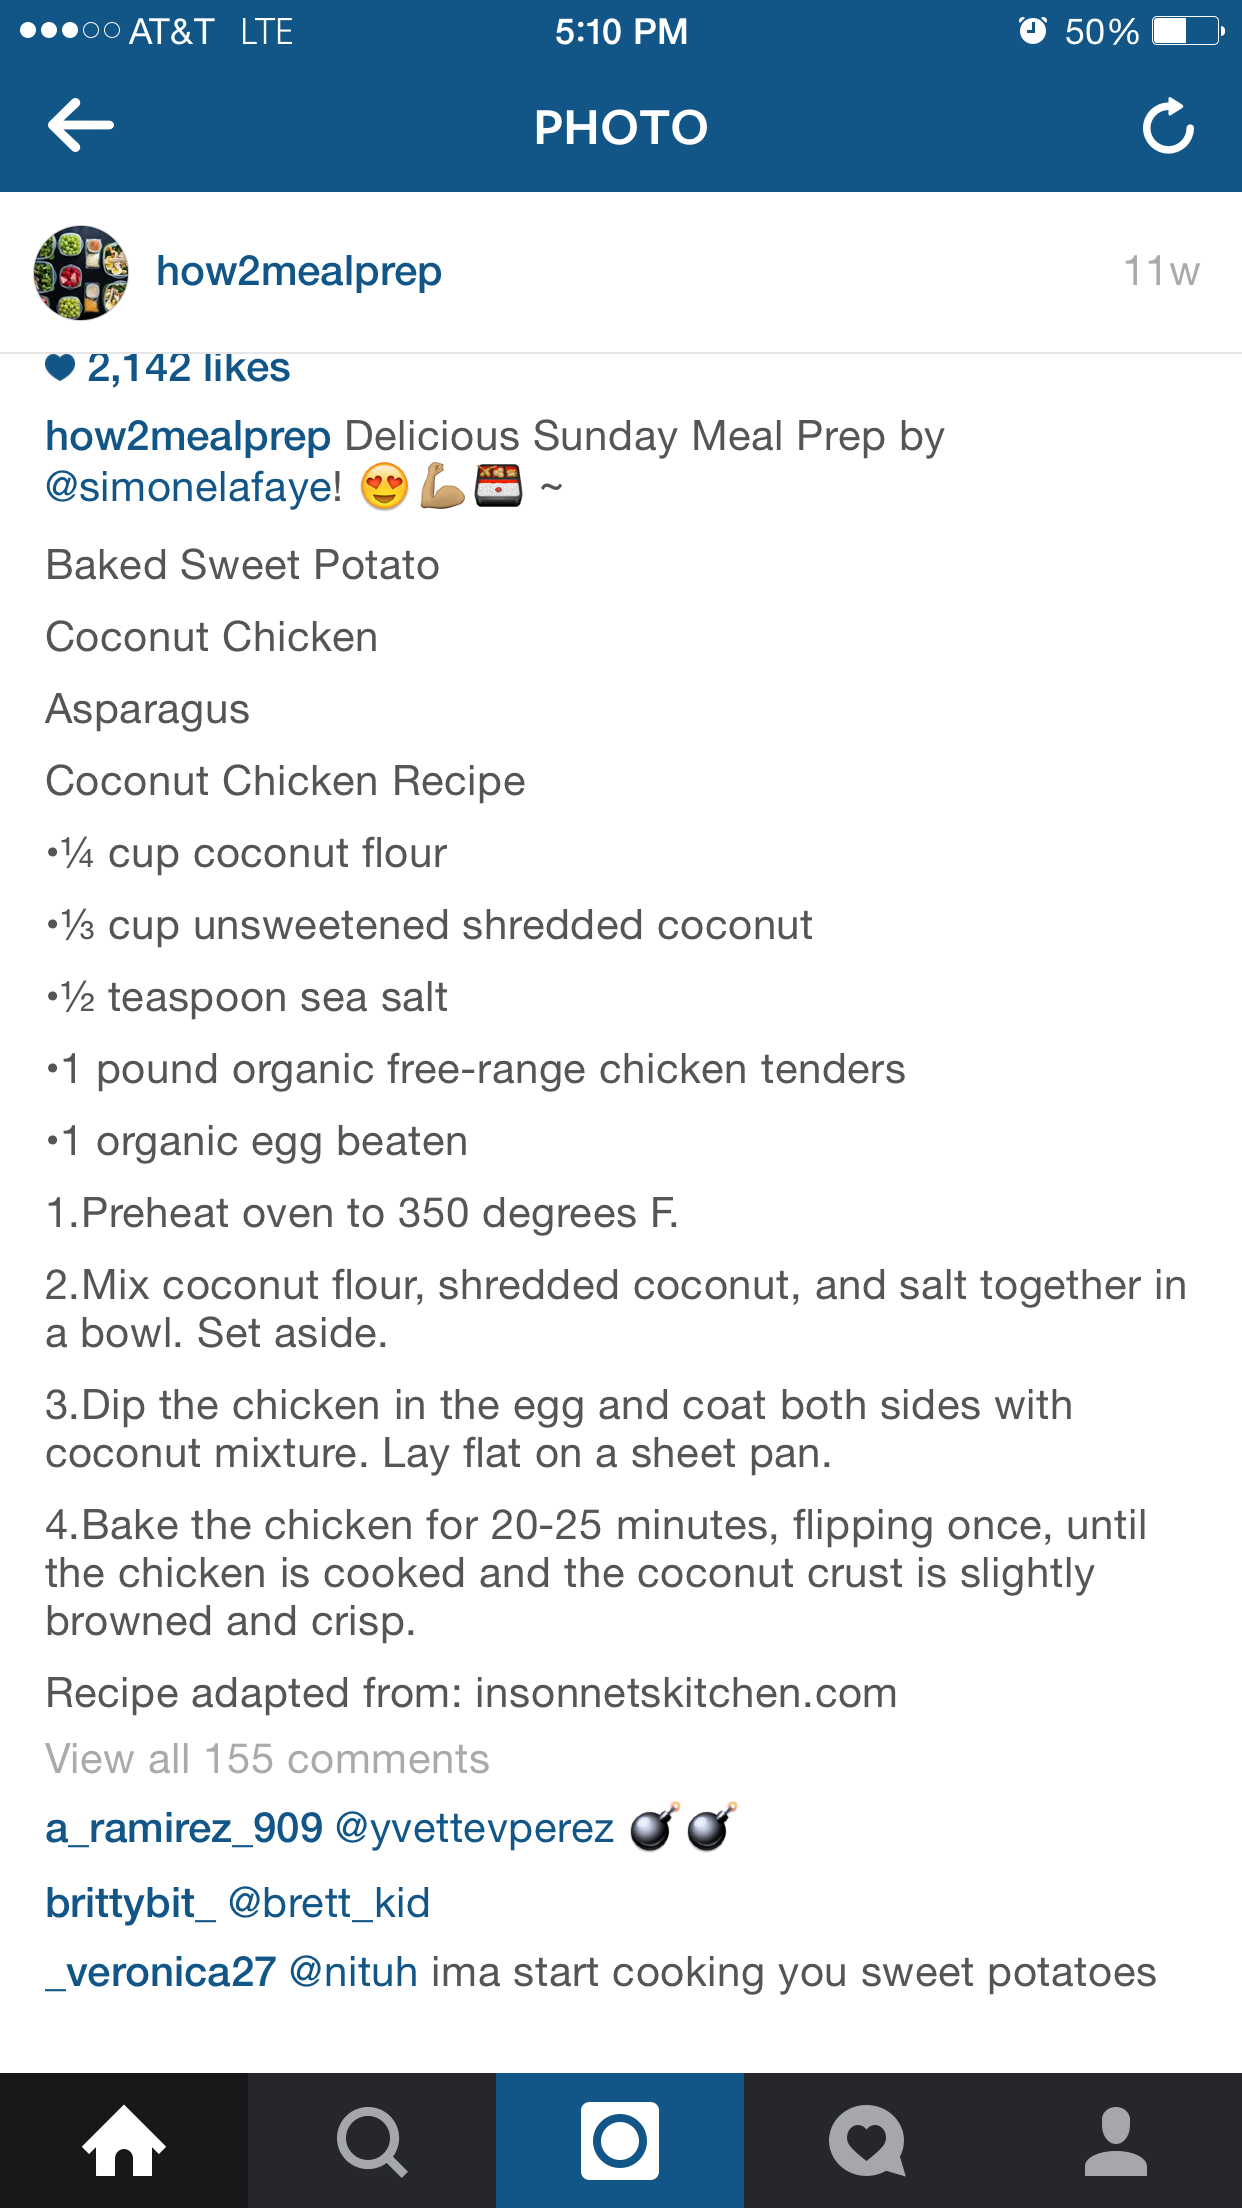 AT&T LTE 5:10 PM 50%
PHOTO
how2mealprep 11w
2,142 likes
how2mealprep Delicious Sunday Meal Prep by
@simonelafaye! 😍💪🏽🍱 ~
Baked Sweet Potato
Coconut Chicken
Asparagus
Coconut Chicken Recipe
•¼ cup coconut flour
•⅓ cup unsweetened shredded coconut
•½ teaspoon sea salt
•1 pound organic free-range chicken tenders
•1 organic egg beaten
1.Preheat oven to 350 degrees F.
2.Mix coconut flour, shredded coconut, and salt together in
a bowl. Set aside.
3.Dip the chicken in the egg and coat both sides with
coconut mixture. Lay flat on a sheet pan.
4.Bake the chicken for 20-25 minutes, flipping once, until
the chicken is cooked and the coconut crust is slightly
browned and crisp.
Recipe adapted from: insonnetskitchen.com
View all 155 comments
a_ramirez_909 @yvettevperez 💣💣
brittybit_ @brett_kid
_veronica27 @nituh ima start cooking you sweet potatoes